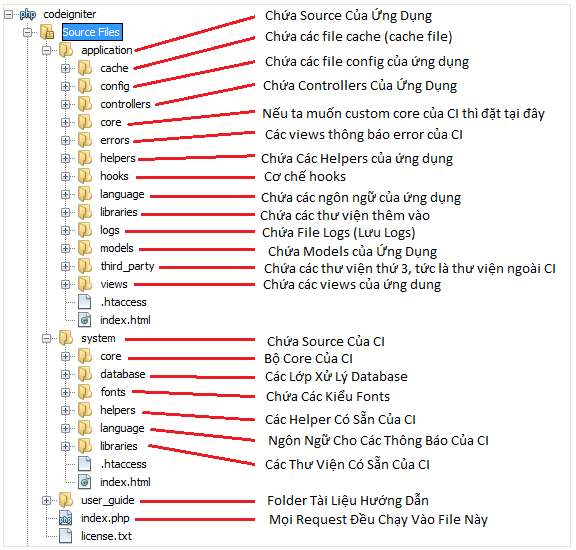 php codeigniter
Source Files
application Chứa Source Của Ứng Dụng
cache Chứa các file cache (cache file)
config Chứa các file config của ứng dụng
controllers Chứa Controllers Của Ứng Dụng
core Nếu ta muốn custom core của CI thì đặt tại đây
errors Các views thông báo error của CI
helpers Chứa Các Helpers của ứng dụng
hooks Cơ chế hooks
language Chứa các ngôn ngữ của ứng dụng
libraries Chứa các thư viện thêm vào
logs Chứa File Logs (Lưu Logs)
models Chứa Models của Ứng Dụng
third_party Chứa các thư viện thứ 3, tức là thư viện ngoài CI
views Chứa các views của ứng dung
.htaccess
index.html
system Chứa Source Của CI
core Bộ Core Của CI
database Các Lớp Xử Lý Database
fonts Chứa Các Kiểu Fonts
helpers Các Helper Có Sẵn Của CI
language Ngôn Ngữ Cho Các Thông Báo Của CI
libraries Các Thư Viện Có Sẵn Của CI
.htaccess
index.html
user_guide Folder Tài Liệu Hướng Dẫn
php index.php Mọi Request Đều Chạy Vào File Này
license.txt